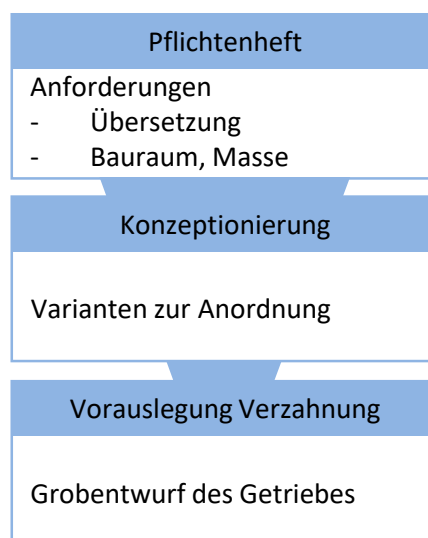 Pflichtenheft
Anforderungen
- Übersetzung
- Bauraum, Masse
Konzeptionierung
Varianten zur Anordnung
Vorauslegung Verzahnung
Grobentwurf des Getriebes